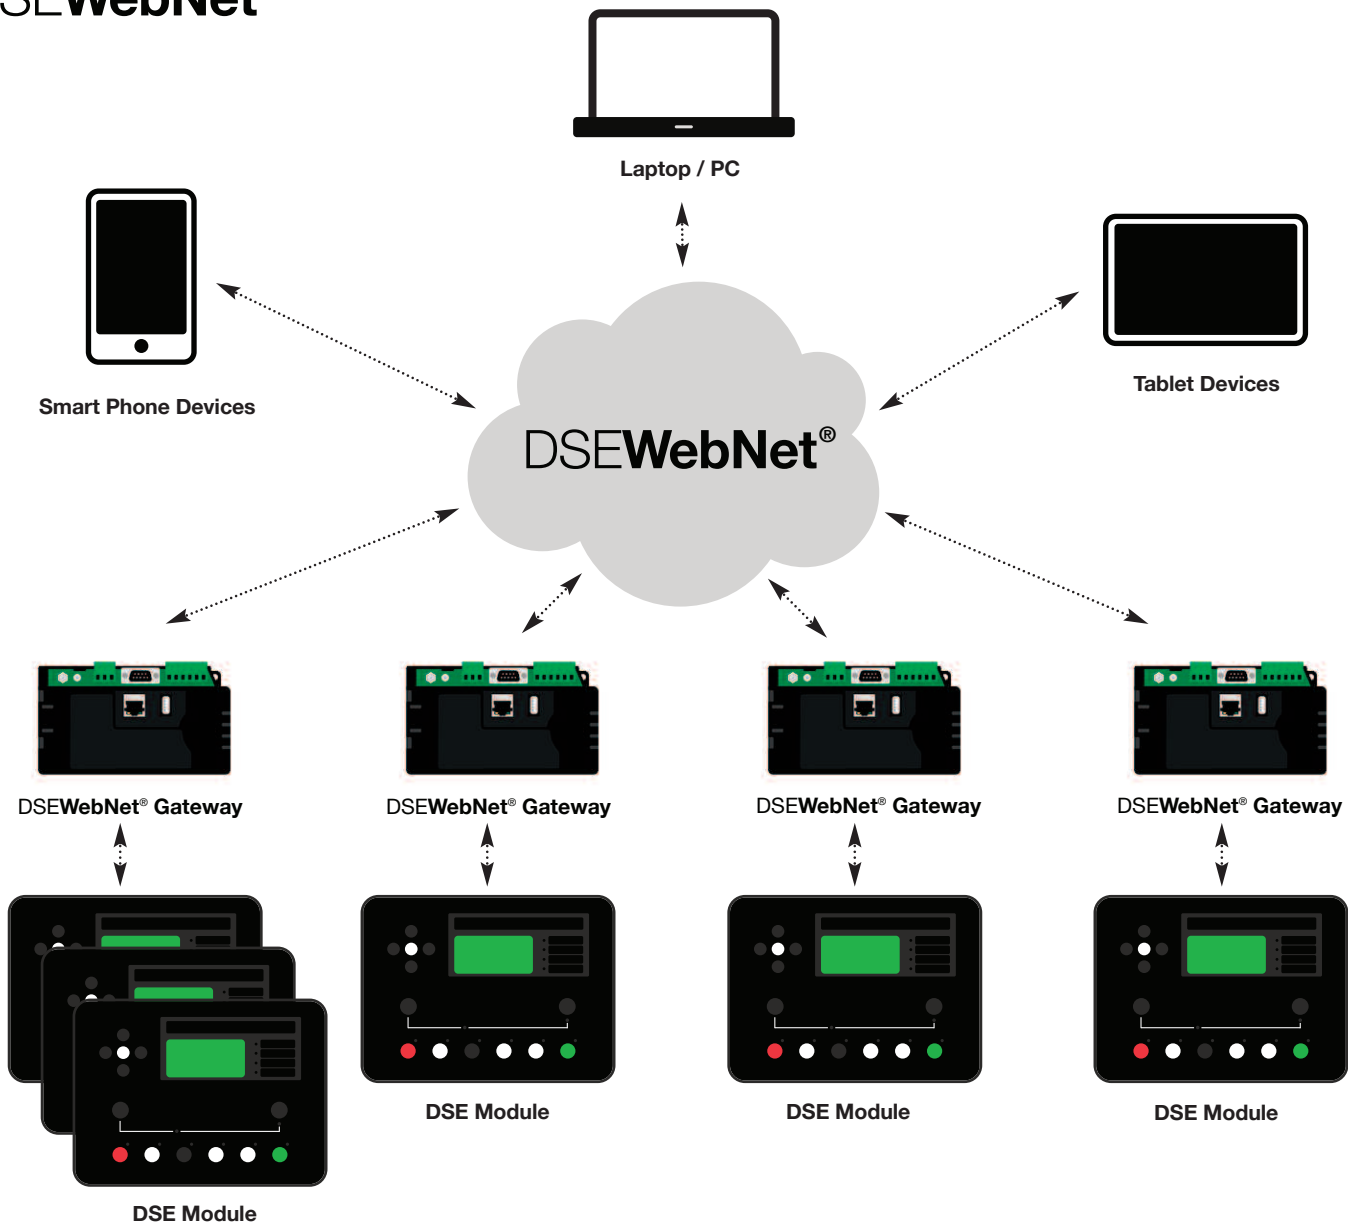 SEWebNet
Laptop / PC
Smart Phone Devices
Tablet Devices
DSEWebNet®
DSEWebNet® Gateway
DSEWebNet® Gateway
DSEWebNet® Gateway
DSEWebNet® Gateway
DSE Module
DSE Module
DSE Module
DSE Module